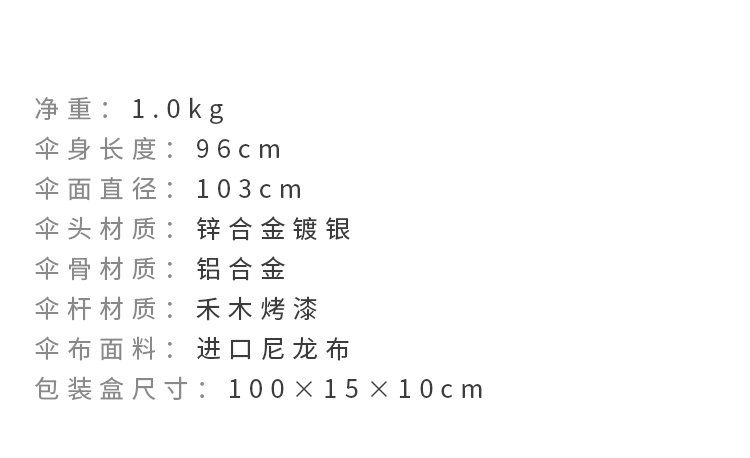 净重：1.0kg
伞身长度：96cm
伞面直径：103cm
伞头材质：锌合金镀银
伞骨材质：铝合金
伞杆材质：禾木烤漆
伞布面料：进口尼龙布
包装盒尺寸：100×15×10cm